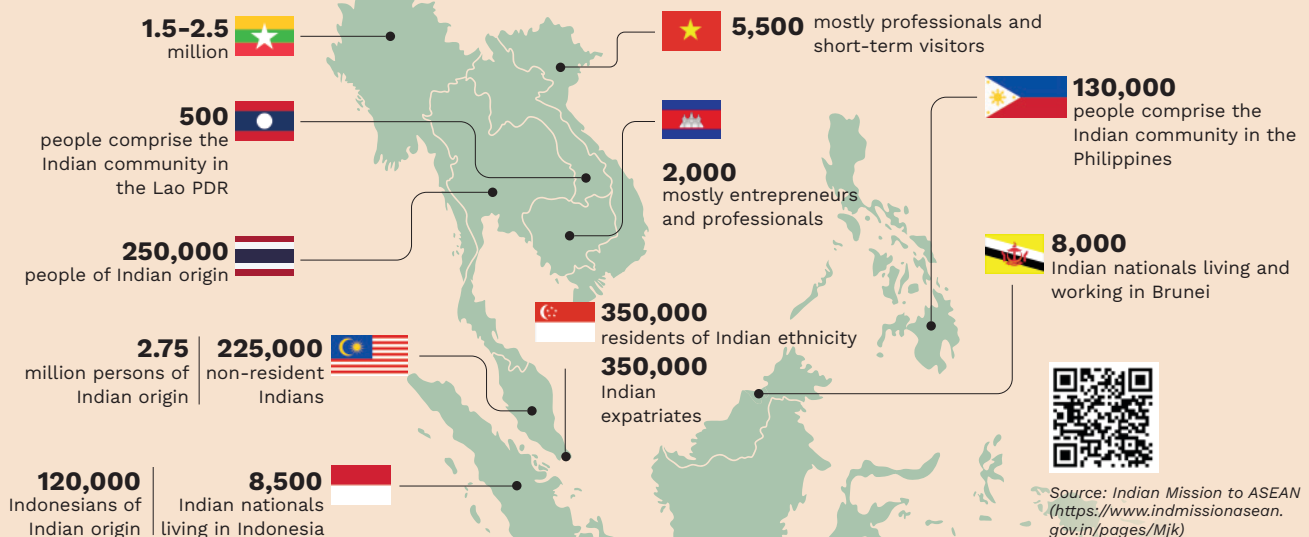 1.5-2.5
million
500
people comprise the
Indian community in
the Lao PDR
250,000
people of Indian origin
2.75
million persons of
Indian origin
225,000
non-resident
Indians
120,000
Indonesians of
Indian origin
8,500
Indian nationals
living in Indonesia
5,500 mostly professionals and
short-term visitors
2,000
mostly entrepreneurs
and professionals
350,000
residents of Indian ethnicity
350,000
Indian
expatriates
130,000
people comprise the
Indian community in the
Philippines
8,000
Indian nationals living and
working in Brunei
Source: Indian Mission to ASEAN
(https://www.indmissionasean.
gov.in/pages/Mjk)